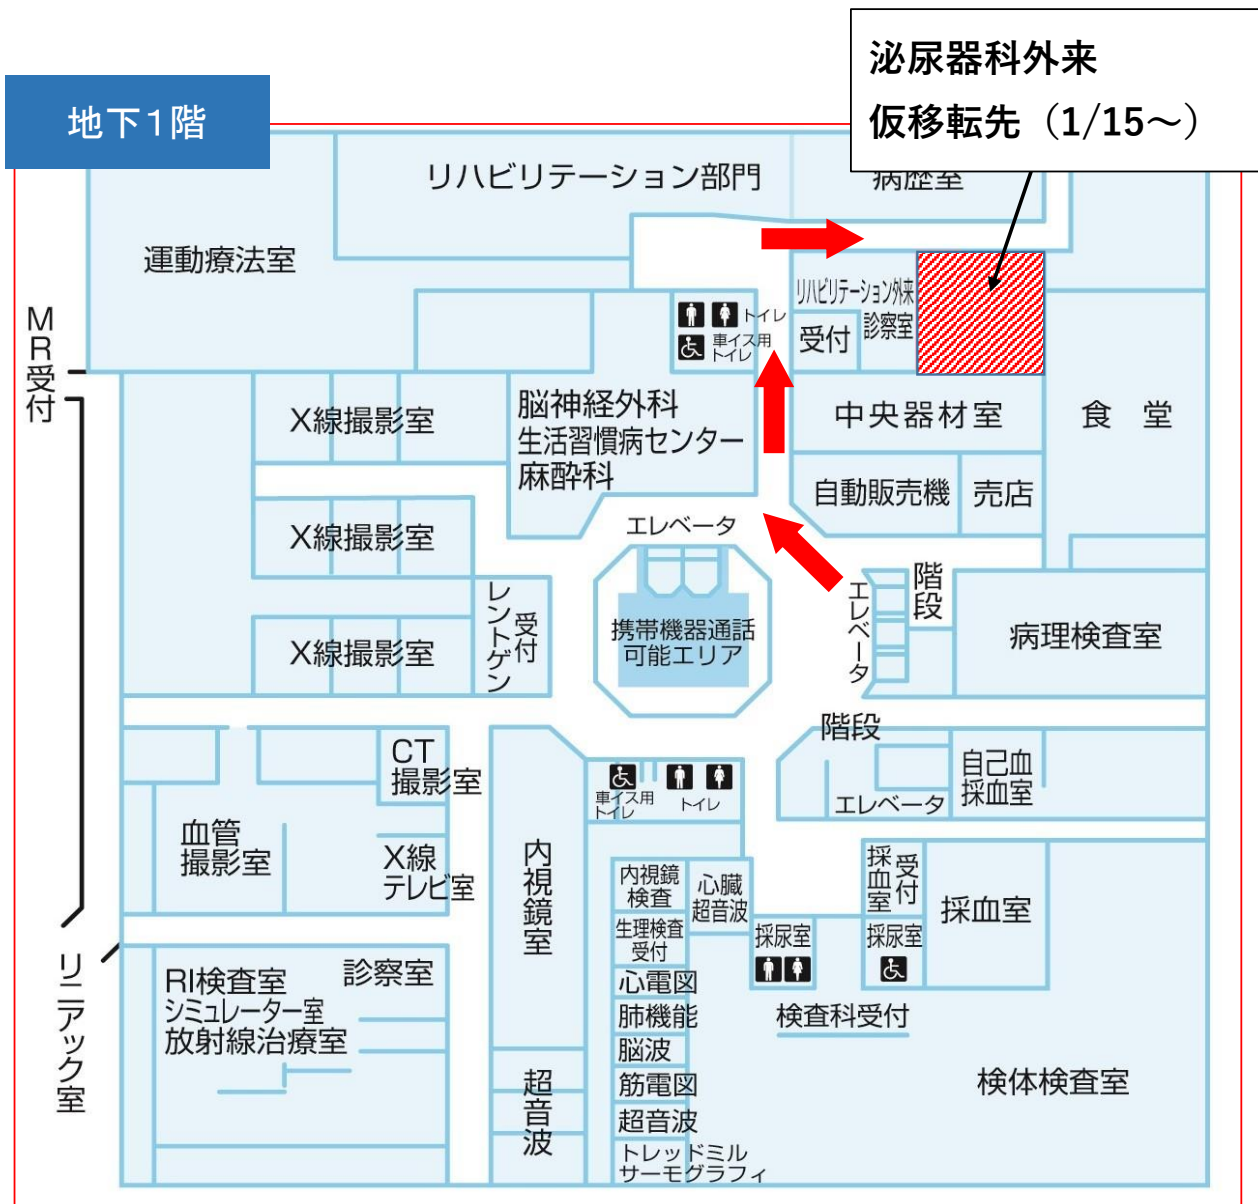 泌尿器科外来
仮移転先（1/15～）
地下1階
リハビリテーション部門
病歴室
運動療法室
リハビリテーション外来
診察室
受付
トイレ
車イス用
トイレ
MR受付
X線撮影室
脳神経外科
生活習慣病センター
麻酔科
中央器材室
食堂
自動販売機
売店
X線撮影室
エレベータ
階段
エレベータ
レントゲン
受付
携帯機器通話
可能エリア
病理検査室
X線撮影室
階段
CT
撮影室
自己血
採血室
車イス用
トイレ
トイレ
エレベータ
血管
撮影室
X線
テレビ室
内視鏡室
内視鏡
検査
心臓
超音波
採血室
受付
採血室
生理検査
受付
採尿室
採尿室
リニアック室
RI検査室
シミュレーター室
放射線治療室
診察室
心電図
肺機能
検査科受付
脳波
筋電図
超音波
超音波
検体検査室
トレッドミル
サーモグラフィ